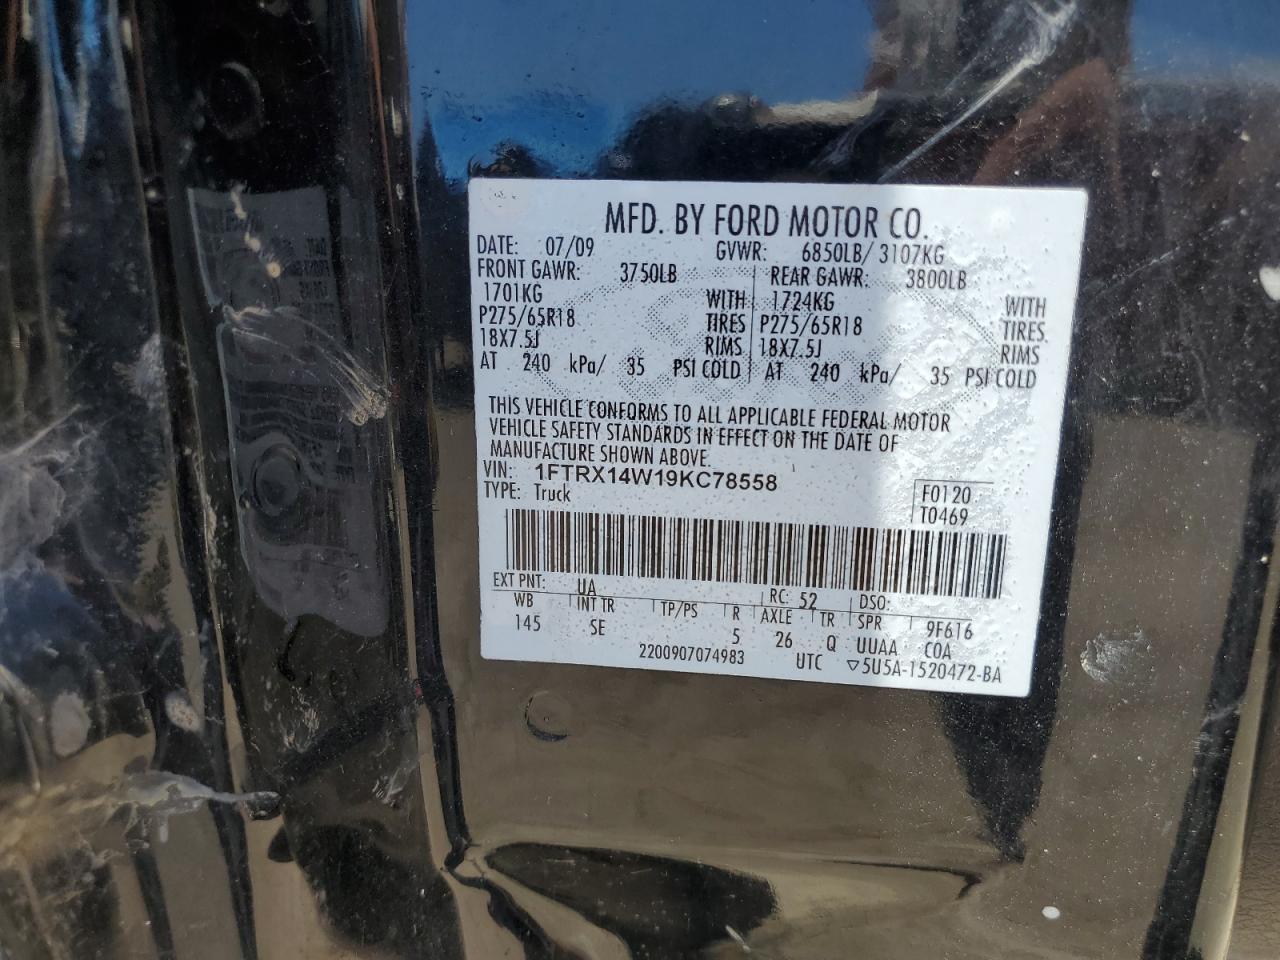 MFD. BY FORD MOTOR CO.
DATE: 07/09 GVWR: 6850LB/ 3107KG
FRONT GAWR: 3750LB REAR GAWR: 3800LB
1701KG WITH 1724KG WITH
P275/65R18 TIRES P275/65R18 TIRES
18X7.5J RIMS 18X7.5J RIMS
AT 240 kPa/ 35 PSI COLD AT 240 kPa/ 35 PSI COLD
THIS VEHICLE CONFORMS TO ALL APPLICABLE FEDERAL MOTOR
VEHICLE SAFETY STANDARDS IN EFFECT ON THE DATE OF
MANUFACTURE SHOWN ABOVE.
VIN: 1FTRX14W19KC78558
TYPE: Truck
F0120
T0469
EXT PNT: UA RC: 52 DSO:
WB INT TR TP/PS R AXLE TR SPR 9F616
145 SE 5 26 Q UUAA COA
2200907074983 UTC ▽5U5A-1520472-BA